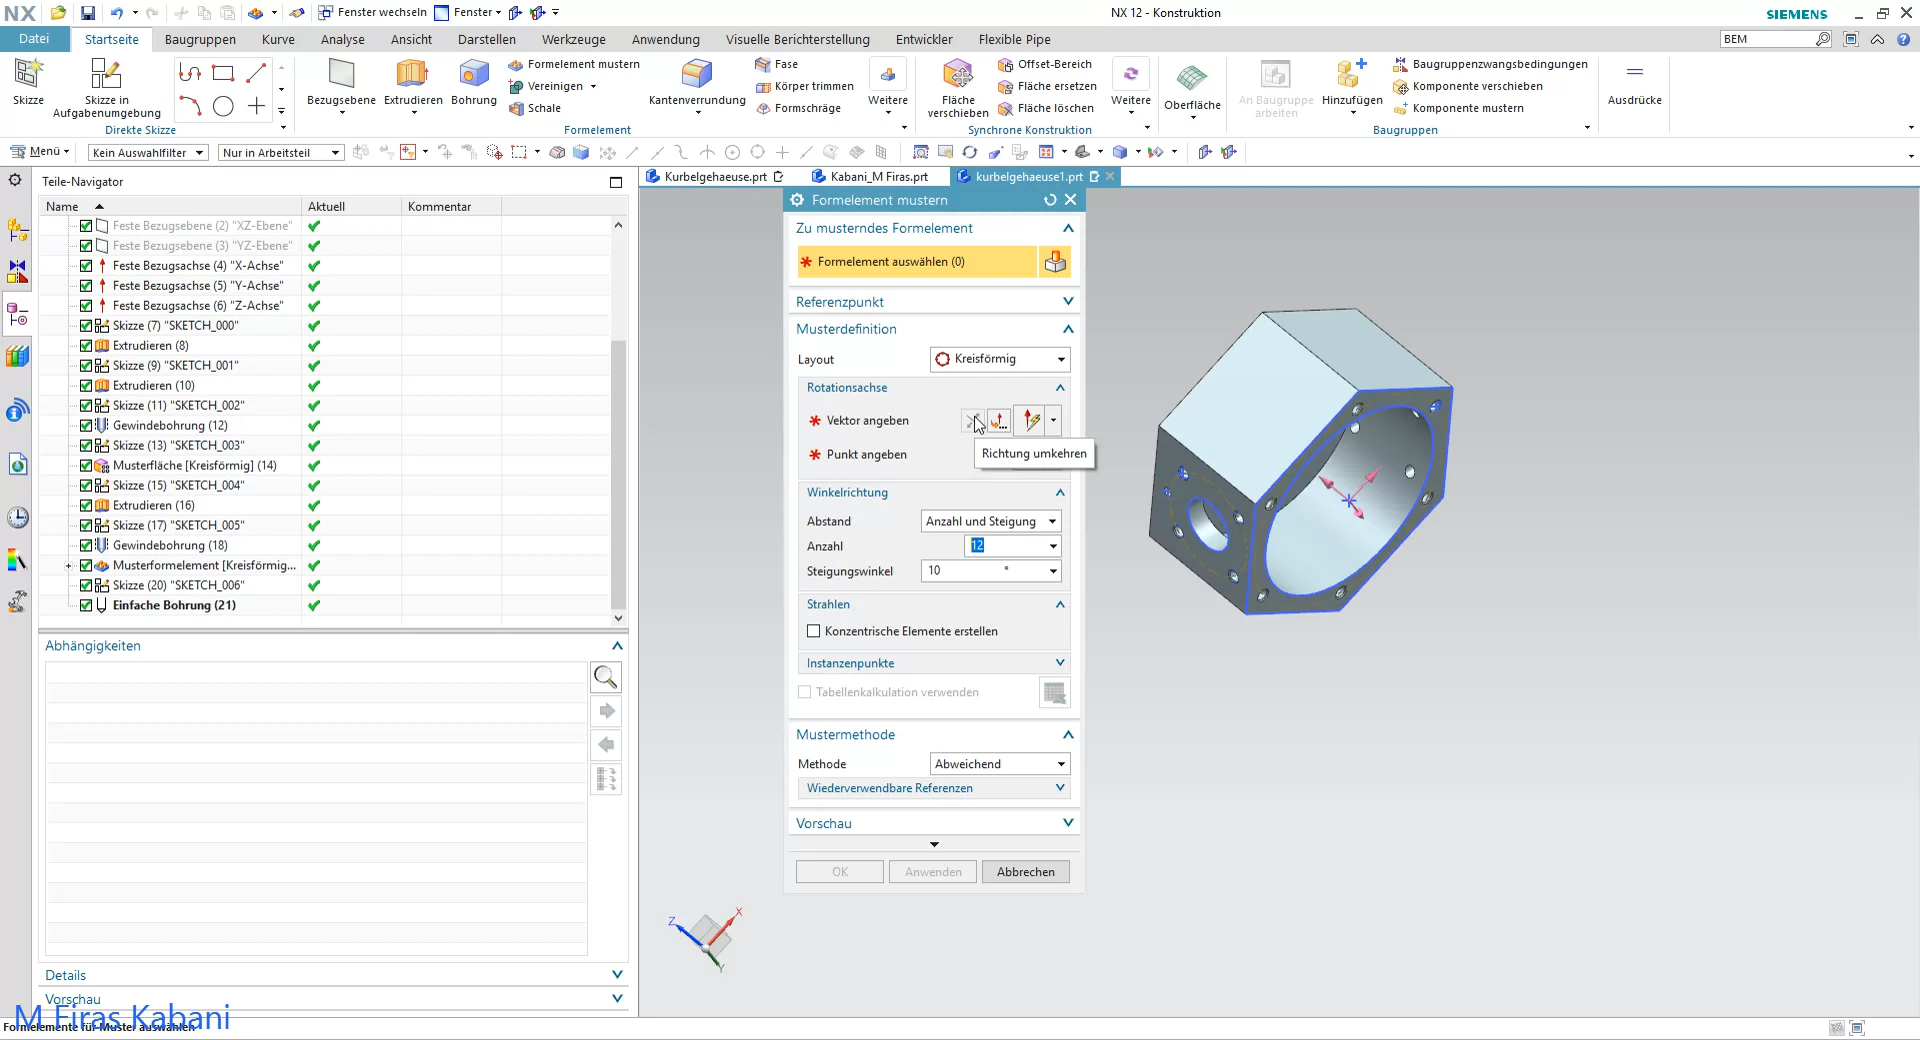 NX
Fenster wechseln
Fenster
NX 12 - Konstruktion
SIEMENS
Datei
Startseite
Baugruppen
Kurve
Analyse
Ansicht
Darstellen
Werkzeuge
Anwendung
Visuelle Berichterstellung
Entwickler
Flexible Pipe
BEM
Skizze
Skizze in
Aufgabenumgebung
Direkte Skizze
Bezugsebene
Extrudieren
Bohrung
Formelement mustern
Vereinigen
Schale
Kantenverrundung
Fase
Körper trimmen
Formschräge
Weitere
Formelement
Fläche
verschieben
Offset-Bereich
Fläche ersetzen
Fläche löschen
Weitere
Synchrone Konstruktion
Oberfläche
An Baugruppe
arbeiten
Hinzufügen
Baugruppenzwangsbedingungen
Komponente verschieben
Komponente mustern
Baugruppen
Ausdrücke
Menü
Kein Auswahlfilter
Nur in Arbeitsteil
Teile-Navigator
Name
Aktuell
Kommentar
Feste Bezugsebene (2) "XZ-Ebene"
Feste Bezugsebene (3) "YZ-Ebene"
Feste Bezugsachse (4) "X-Achse"
Feste Bezugsachse (5) "Y-Achse"
Feste Bezugsachse (6) "Z-Achse"
Skizze (7) "SKETCH_000"
Extrudieren (8)
Skizze (9) "SKETCH_001"
Extrudieren (10)
Skizze (11) "SKETCH_002"
Gewindebohrung (12)
Skizze (13) "SKETCH_003"
Musterfläche [Kreisförmig] (14)
Skizze (15) "SKETCH_004"
Extrudieren (16)
Skizze (17) "SKETCH_005"
Gewindebohrung (18)
Musterformelement [Kreisförmig...
Skizze (20) "SKETCH_006"
Einfache Bohrung (21)
Abhängigkeiten
Details
Vorschau
M Firas Kabani
Formelemente für Muster auswählen
Kurbelgehaeuse.prt
Kabani_M Firas.prt
kurbelgehaeuse1.prt
Formelement mustern
Zu musterndes Formelement
* Formelement auswählen (0)
Referenzpunkt
Musterdefinition
Layout
Kreisförmig
Rotationsachse
* Vektor angeben
* Punkt angeben
Richtung umkehren
Winkelrichtung
Abstand
Anzahl und Steigung
Anzahl
12
Steigungswinkel
10 °
Strahlen
Konzentrische Elemente erstellen
Instanzenpunkte
Tabellenkalkulation verwenden
Mustermethode
Methode
Abweichend
Wiederverwendbare Referenzen
Vorschau
OK
Anwenden
Abbrechen
Z
X
Y